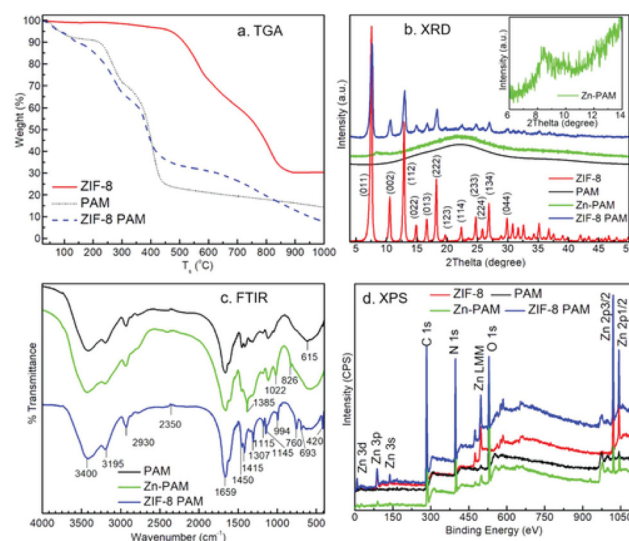 a. TGA
100
90
80
70
60
50
40
30
20
10
0
Weight (%)
ZIF-8
PAM
ZIF-8 PAM
200
400
600
800
1000
Ts (°C)
b. XRD
Intensity (a.u.)
Intensity (a.u.)
Zn-PAM
6 8 10 12 14
2Thelta (degree)
(011)
(002)
(112)
(022)
(013)
(222)
(123)
(114)
(233)
(224)
(134)
(044)
ZIF-8
PAM
Zn-PAM
ZIF-8 PAM
5 10 15 20 25 30 35 40 45 50
2Thelta (degree)
c. FTIR
% Transmittance
615
826
1022
1385
2350
2930
3195
3400
1659
1450
1415
1307
1115
1145
994
760
693
420
PAM
Zn-PAM
ZIF-8 PAM
4000 3500 3000 2500 2000 1500 1000 500
Wavenumber (cm-1)
d. XPS
ZIF-8
PAM
Zn-PAM
ZIF-8 PAM
Intensity (CPS)
Zn 3d
Zn 3p
Zn 3s
C 1s
N 1s
Zn LMM
O 1s
Zn 2p3/2
Zn 2p1/2
0 150 300 450 600 750 900 1050
Binding Energy (eV)